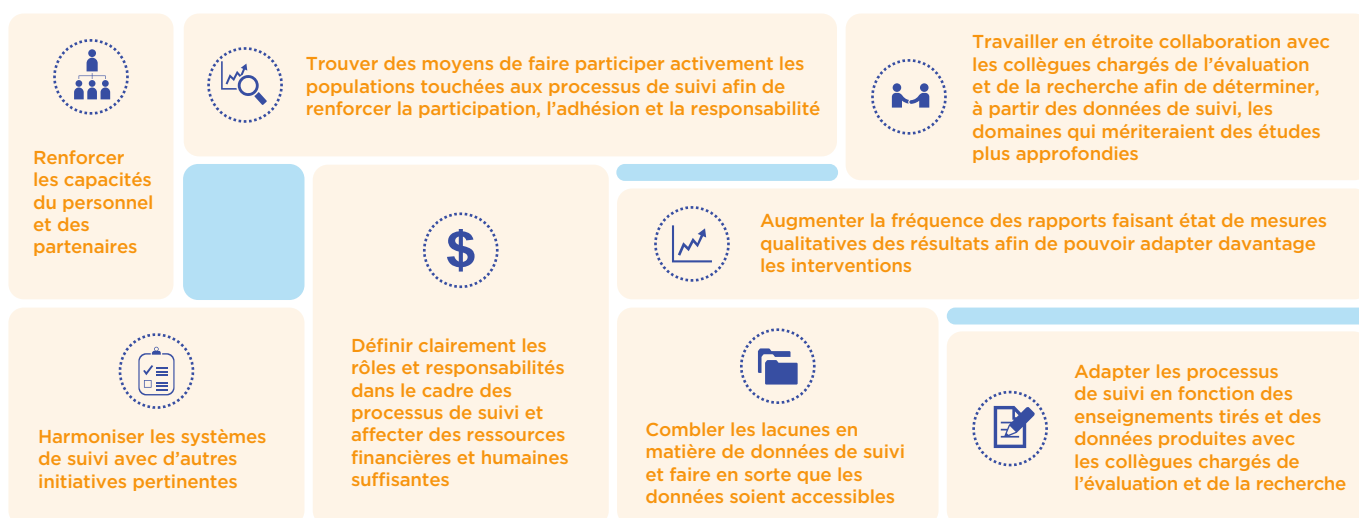 Renforcer
les capacités
du personnel
et des
partenaires
Trouver des moyens de faire participer activement les
populations touchées aux processus de suivi afin de
renforcer la participation, l’adhésion et la responsabilité
Travailler en étroite collaboration avec
les collègues chargés de l’évaluation
et de la recherche afin de déterminer,
à partir des données de suivi, les
domaines qui mériteraient des études
plus approfondies
Augmenter la fréquence des rapports faisant état de mesures
qualitatives des résultats afin de pouvoir adapter davantage
les interventions
Harmoniser les systèmes
de suivi avec d’autres
initiatives pertinentes
$
Définir clairement les
rôles et responsabilités
dans le cadre des
processus de suivi et
affecter des ressources
financières et humaines
suffisantes
Combler les lacunes en
matière de données de suivi
et faire en sorte que les
données soient accessibles
Adapter les processus
de suivi en fonction des
enseignements tirés et des
données produites avec
les collègues chargés de
l’évaluation et de la recherche